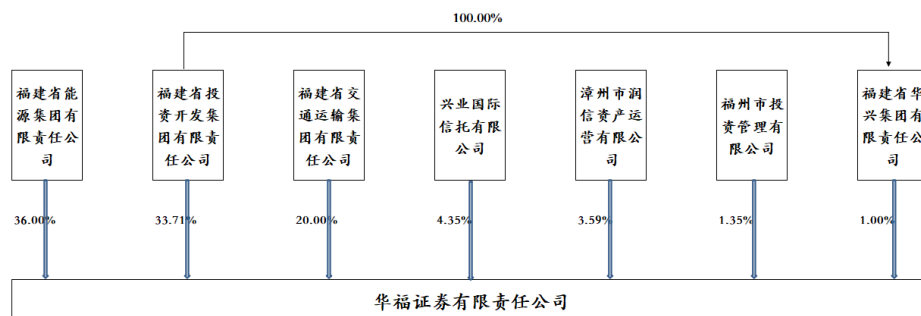 100.00%
福建省能
源集团有
限责任公
司
福建省投
资开发集
团有限责
任公司
福建省交
通运输集
团有限责
任公司
兴业国际
信托有限
公司
漳州市润
信资产运
营有限公
司
福州市投
资管理有
限公司
福建省华
兴集团有
限责任公
司
36.00%
33.71%
20.00%
4.35%
3.59%
1.35%
1.00%
华福证券有限责任公司